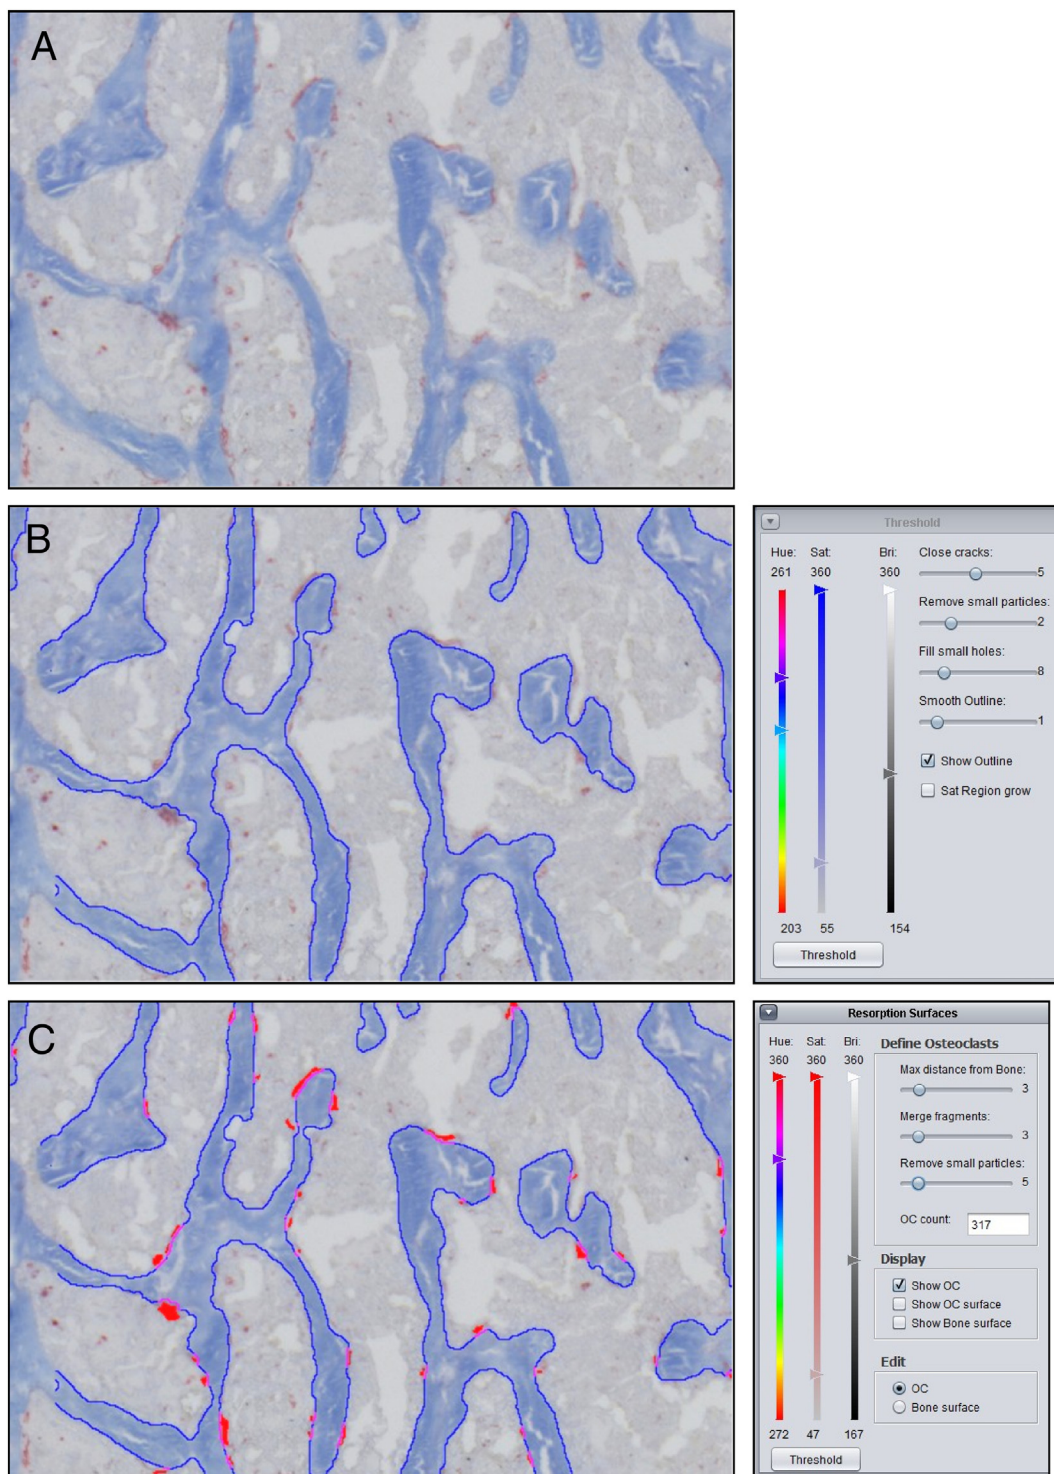 A
B
Threshold
Hue: Sat: Bri: Close cracks:
261 360 360 5
Remove small particles:
2
Fill small holes:
8
Smooth Outline:
1
Show Outline
Sat Region grow
203 55 154
Threshold
C
Resorption Surfaces
Hue: Sat: Bri: Define Osteoclasts
360 360 360
Max distance from Bone:
3
Merge fragments:
3
Remove small particles:
5
OC count: 317
Display
Show OC
Show OC surface
Show Bone surface
Edit
OC
Bone surface
272 47 167
Threshold